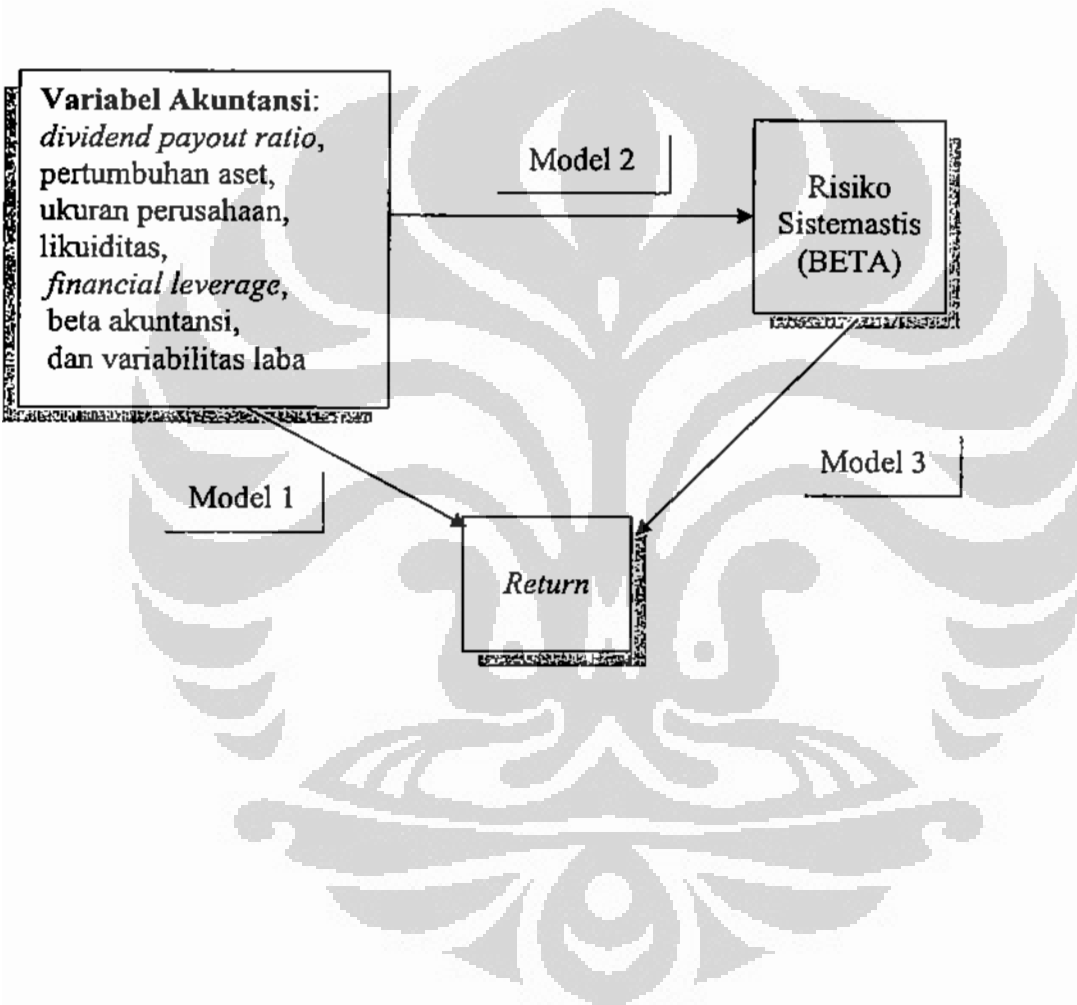 Variabel Akuntansi:
dividend payout ratio,
pertumbuhan aset,
ukuran perusahaan,
likuiditas,
financial leverage,
beta akuntansi,
dan variabilitas laba
Model 2
Risiko
Sistemastis
(BETA)
Model 1
Model 3
Return